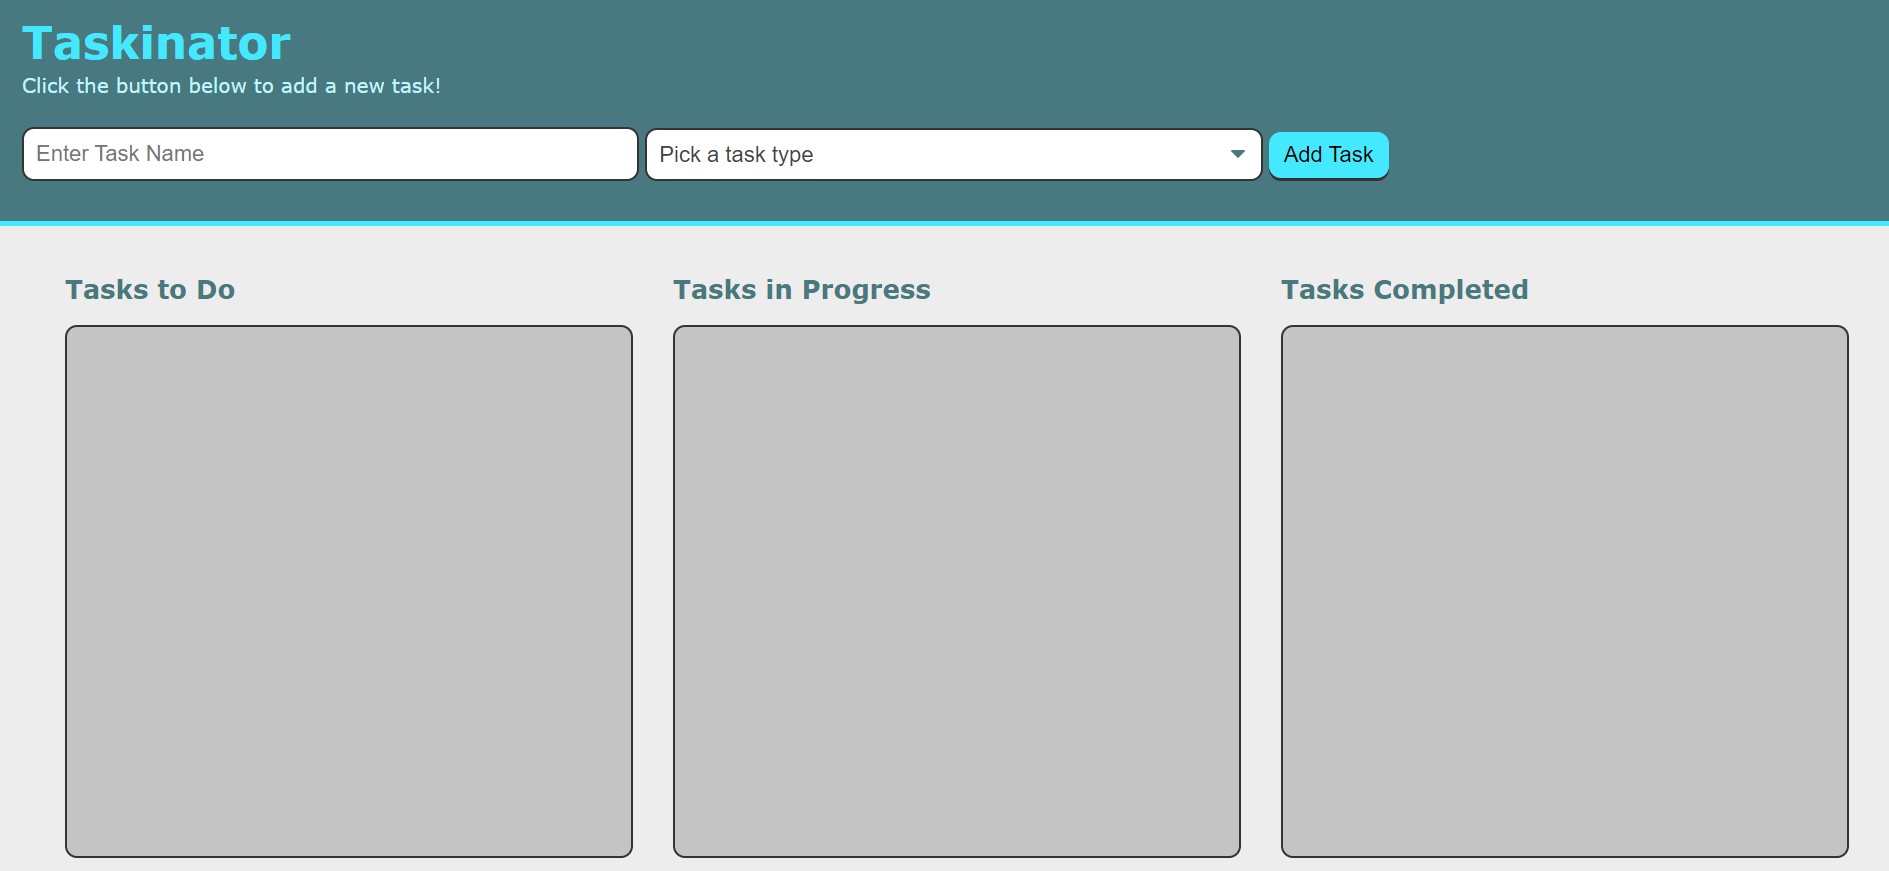 Taskinator
Click the button below to add a new task!
Enter Task Name
Pick a task type
Add Task
Tasks to Do
Tasks in Progress
Tasks Completed